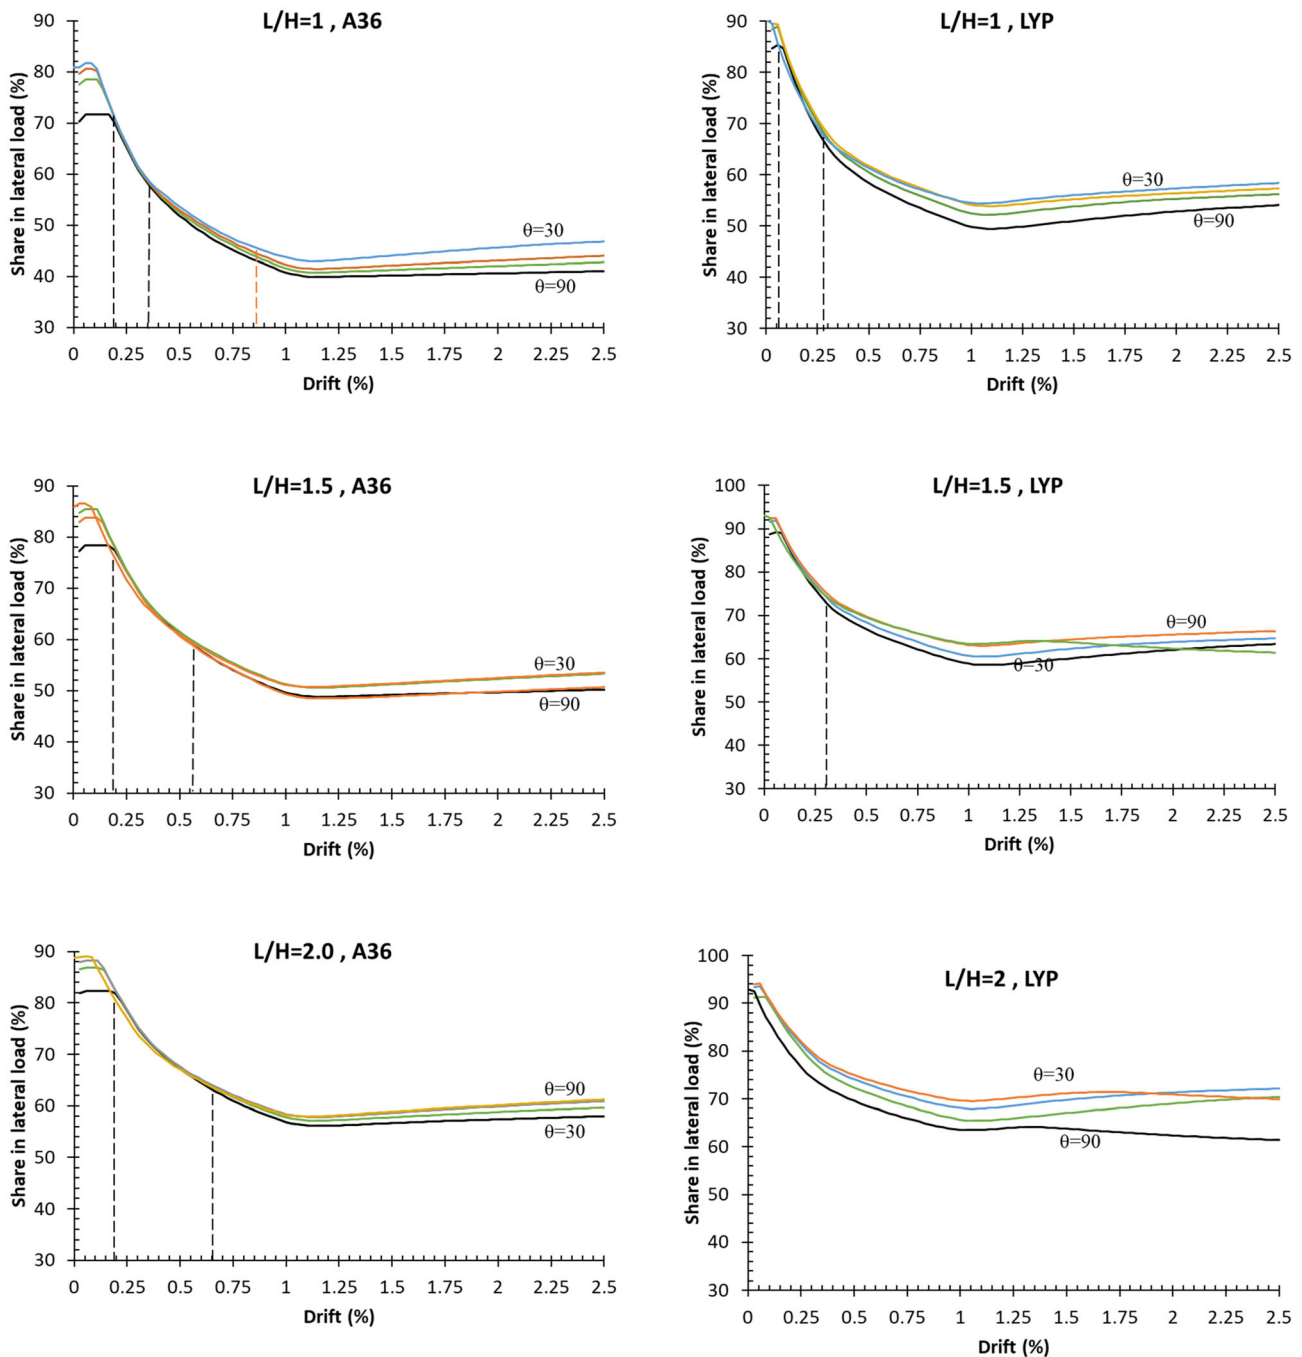 L/H=1 , A36
Share in lateral load (%)
90
80
70
60
50
40
30
θ=30
θ=90
0 0.25 0.5 0.75 1 1.25 1.5 1.75 2 2.25 2.5
Drift (%)
L/H=1 , LYP
Share in lateral load (%)
90
80
70
60
50
40
30
θ=30
θ=90
0 0.25 0.5 0.75 1 1.25 1.5 1.75 2 2.25 2.5
Drift (%)
L/H=1.5 , A36
Share in lateral load (%)
90
80
70
60
50
40
30
θ=30
θ=90
0 0.25 0.5 0.75 1 1.25 1.5 1.75 2 2.25 2.5
Drift (%)
L/H=1.5 , LYP
Share in lateral load (%)
100
90
80
70
60
50
40
30
θ=90
θ=30
0 0.25 0.5 0.75 1 1.25 1.5 1.75 2 2.25 2.5
Drift (%)
L/H=2.0 , A36
Share in lateral load (%)
90
80
70
60
50
40
30
θ=90
θ=30
0 0.25 0.5 0.75 1 1.25 1.5 1.75 2 2.25 2.5
Drift (%)
L/H=2 , LYP
Share in lateral load (%)
100
90
80
70
60
50
40
30
θ=30
θ=90
0 0.25 0.5 0.75 1 1.25 1.5 1.75 2 2.25 2.5
Drift (%)